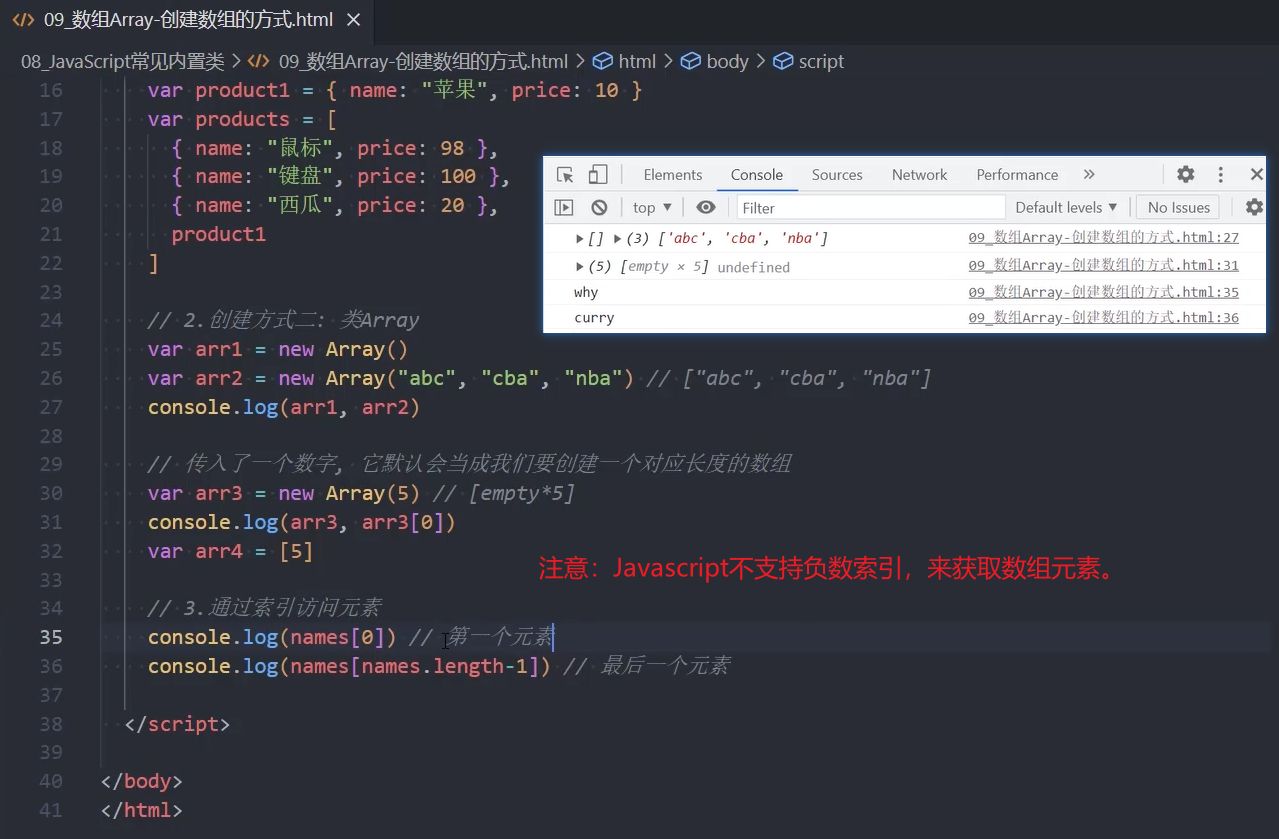 09_数组Array-创建数组的方式.html
08_JavaScript常见内置类 > 09_数组Array-创建数组的方式.html > html > body > script
16 var product1 = { name: "苹果", price: 10 }
17 var products = [
18 { name: "鼠标", price: 98 },
19 { name: "键盘", price: 100 },
20 { name: "西瓜", price: 20 },
21 product1
22 ]
23
24 // 2.创建方式二: 类Array
25 var arr1 = new Array()
26 var arr2 = new Array("abc", "cba", "nba") // ["abc", "cba", "nba"]
27 console.log(arr1, arr2)
28
29 // 传入了一个数字, 它默认会当成我们要创建一个对应长度的数组
30 var arr3 = new Array(5) // [empty*5]
31 console.log(arr3, arr3[0])
32 var arr4 = [5]
33
34 // 3.通过索引访问元素
35 console.log(names[0]) // 第一个元素
36 console.log(names[names.length-1]) // 最后一个元素
37
38 </script>
39
40 </body>
41 </html>
Elements Console Sources Network Performance »
top ▼ Filter Default levels ▼ No Issues
▶[] ▶(3) ['abc', 'cba', 'nba'] 09_数组Array-创建数组的方式.html:27
▶(5) [empty × 5] undefined 09_数组Array-创建数组的方式.html:31
why 09_数组Array-创建数组的方式.html:35
curry 09_数组Array-创建数组的方式.html:36
注意：Javascript不支持负数索引，来获取数组元素。